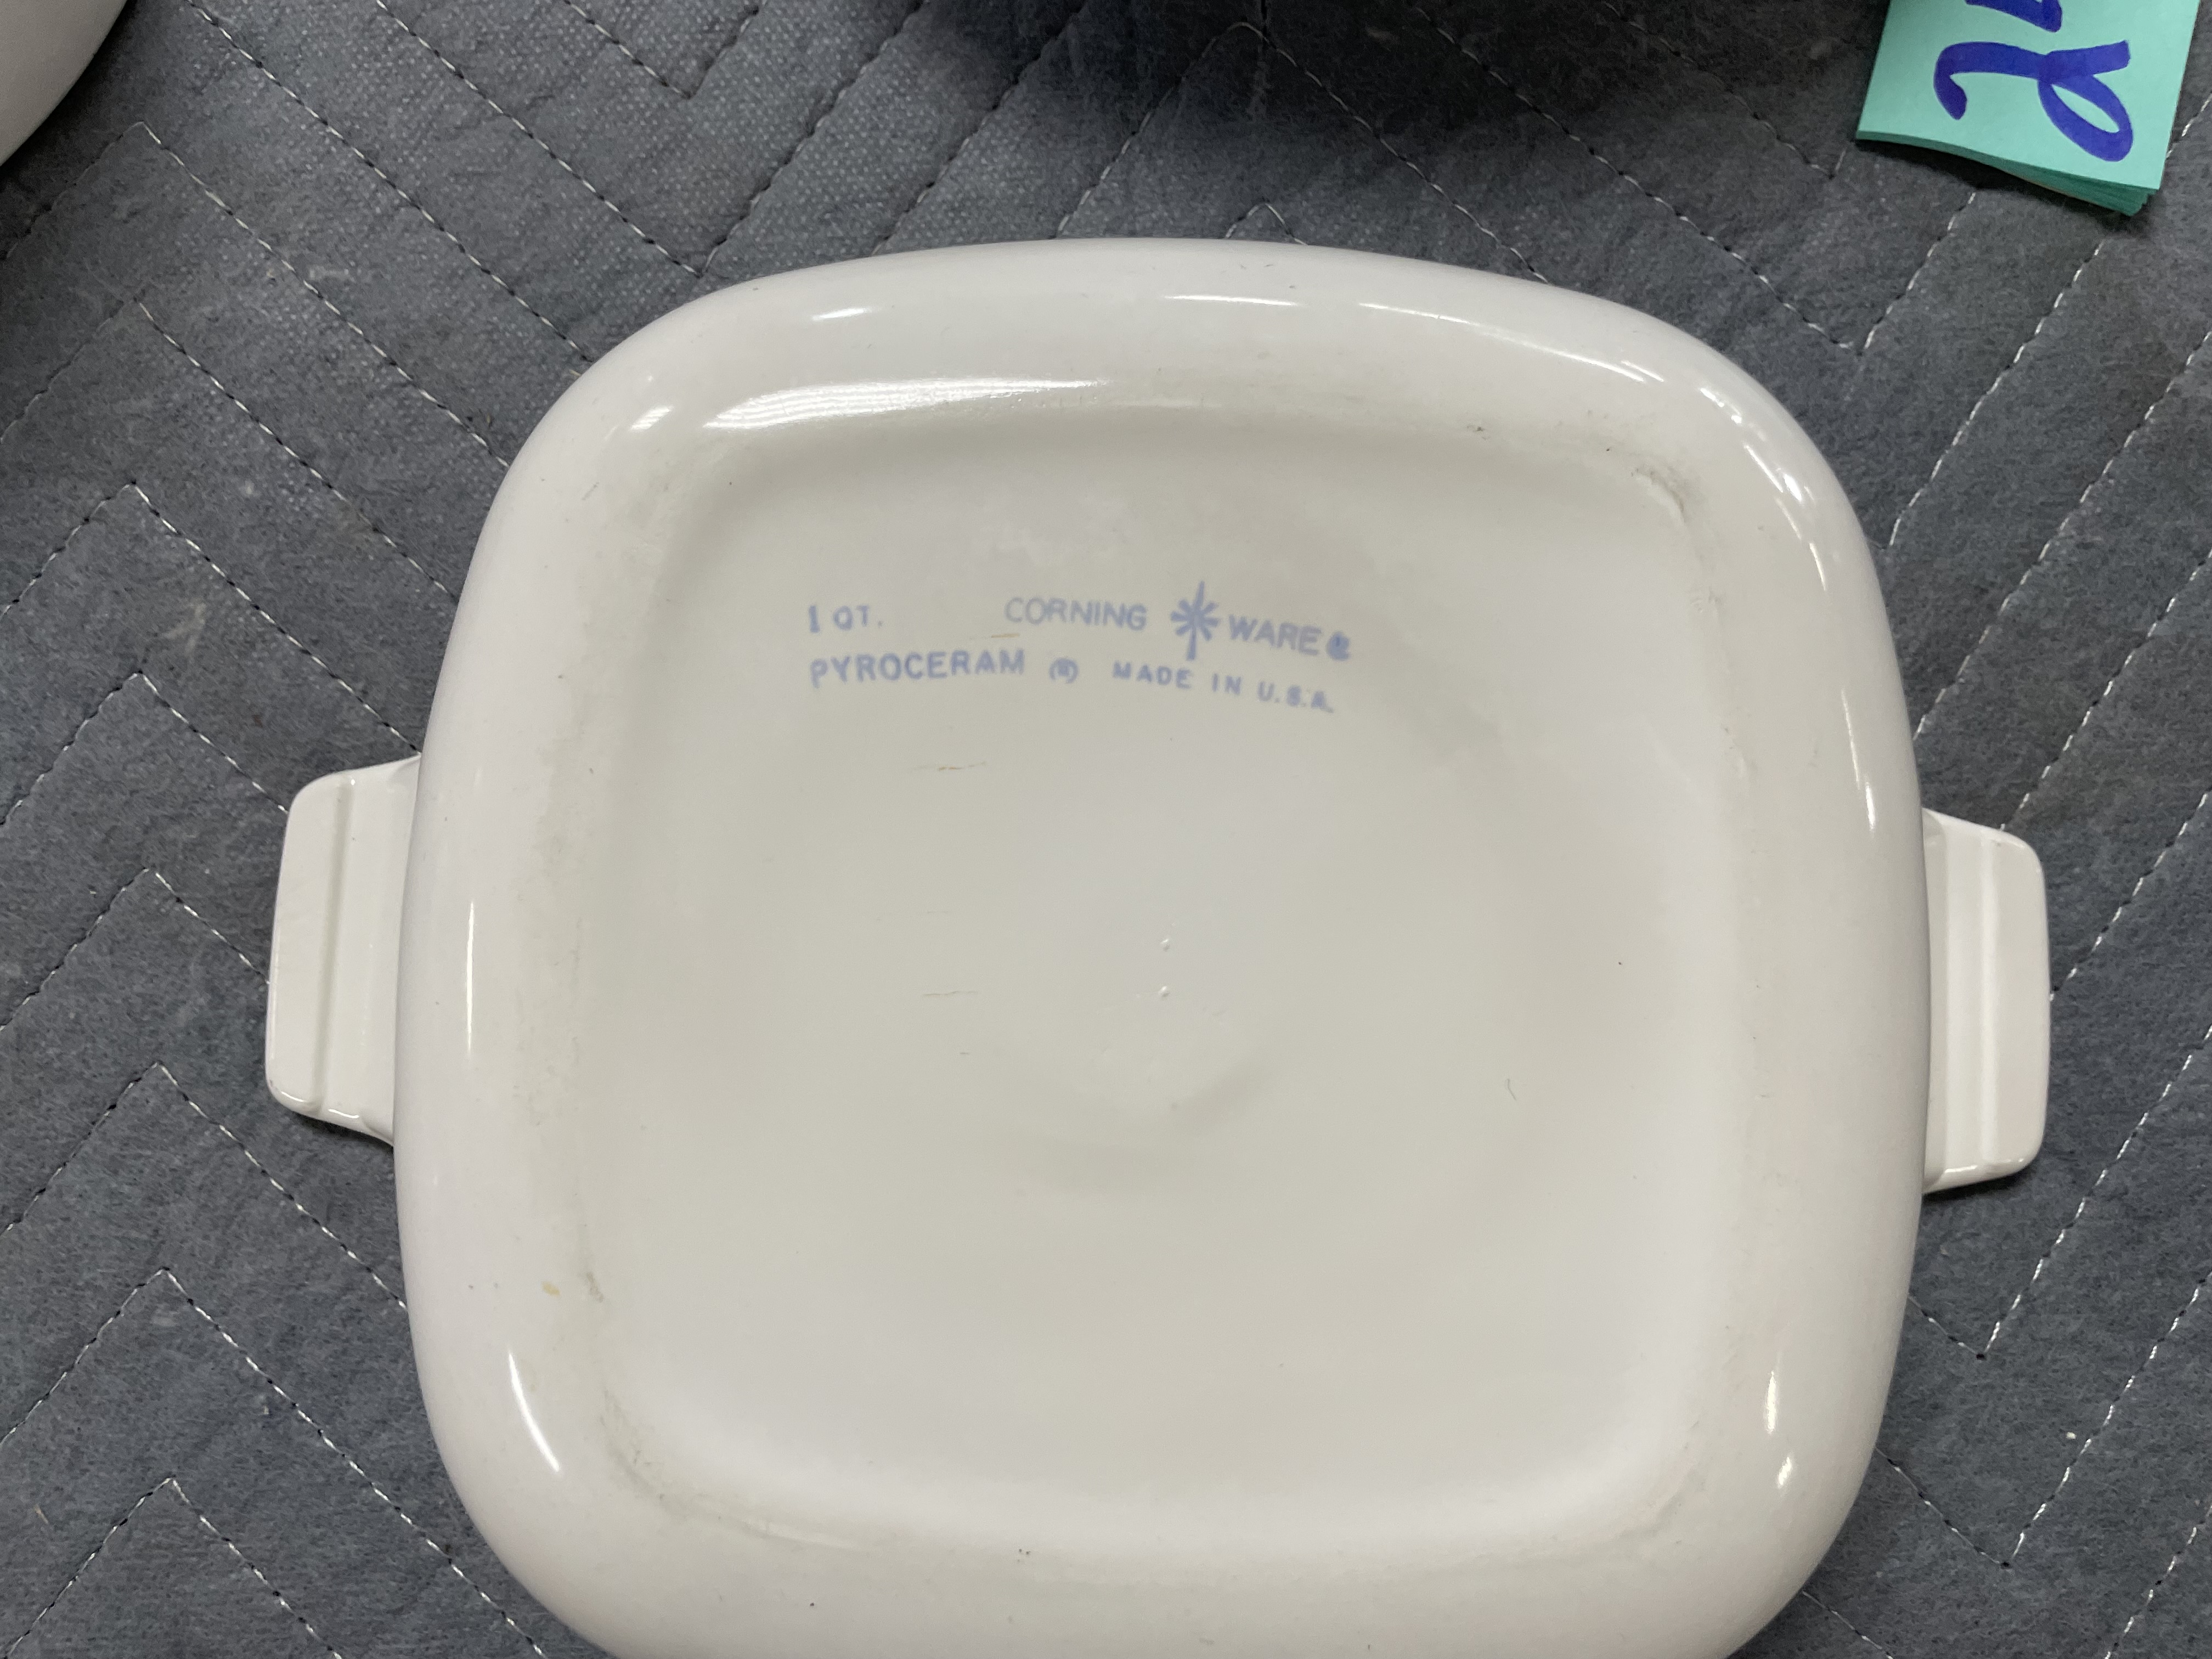 1 QT. CORNING WARE®
PYROCERAM ® MADE IN U.S.A.